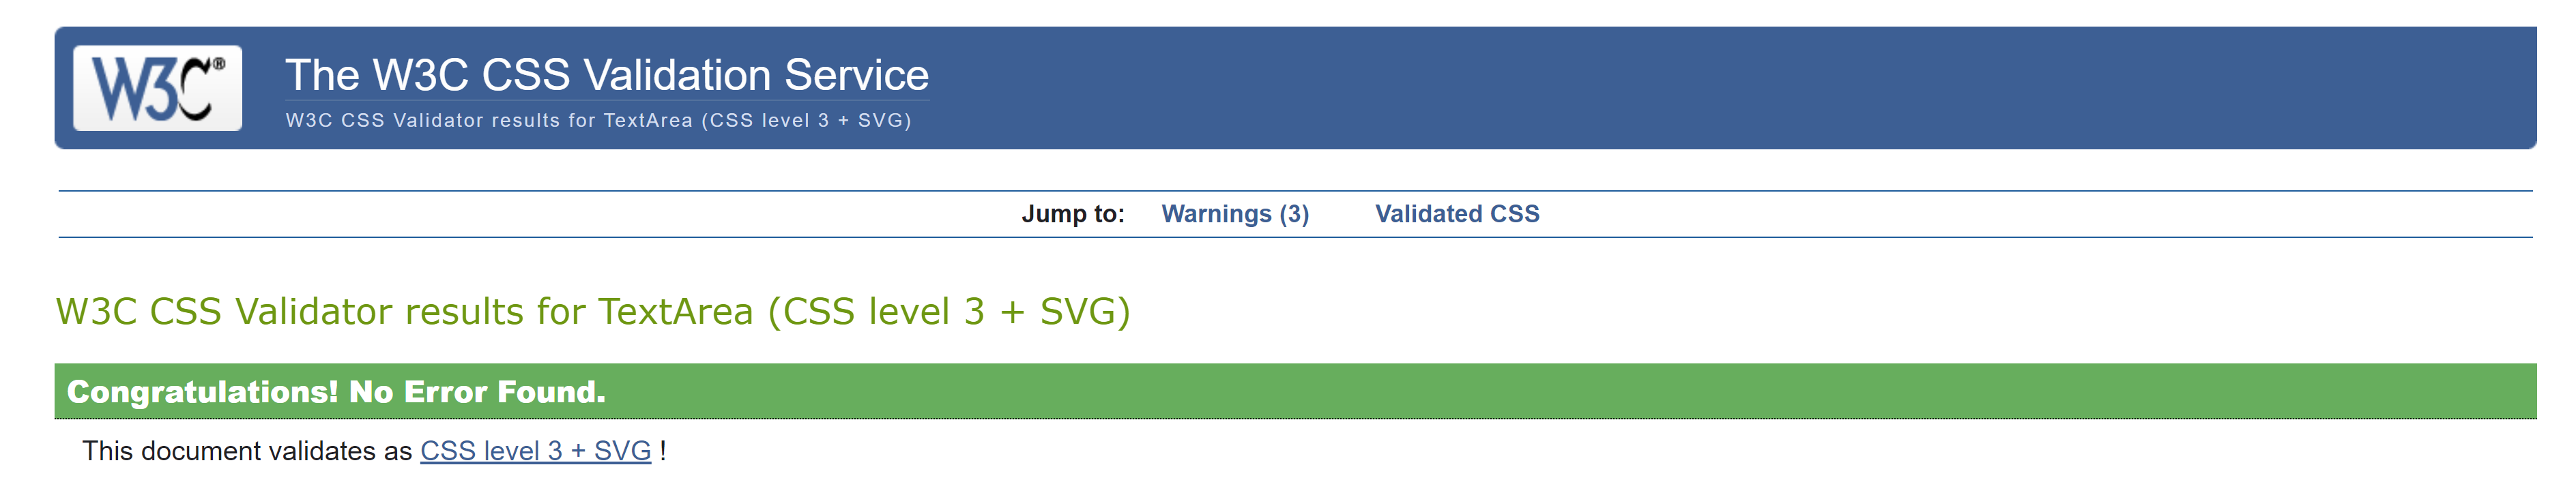 W3C®
The W3C CSS Validation Service
W3C CSS Validator results for TextArea (CSS level 3 + SVG)
Jump to: Warnings (3) Validated CSS
W3C CSS Validator results for TextArea (CSS level 3 + SVG)
Congratulations! No Error Found.
This document validates as CSS level 3 + SVG !